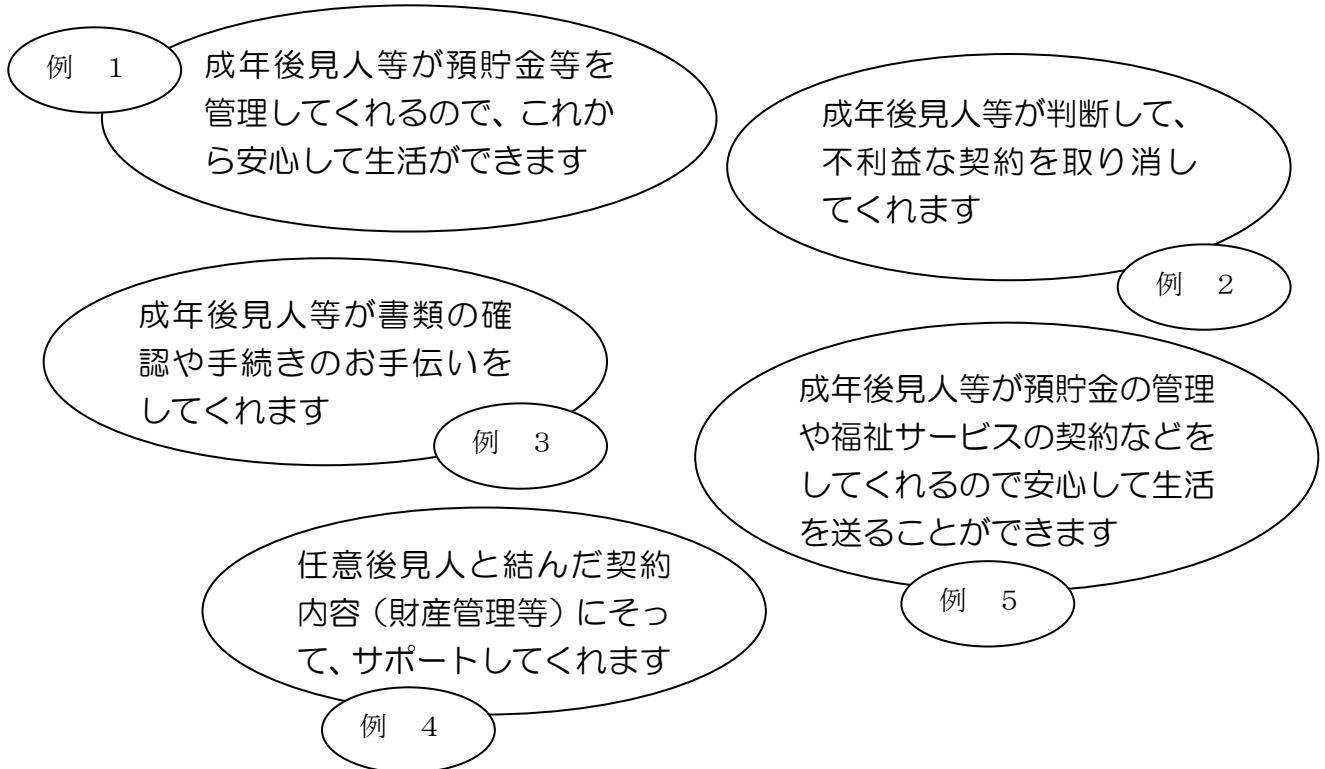 例　1
成年後見人等が預貯金等を
管理してくれるので、これか
ら安心して生活ができます
成年後見人等が判断して、
不利益な契約を取り消し
てくれます
例　2
成年後見人等が書類の確
認や手続きのお手伝いを
してくれます
例　3
成年後見人等が預貯金の管理
や福祉サービスの契約などを
してくれるので安心して生活
を送ることができます
例　5
任意後見人と結んだ契約
内容（財産管理等）にそっ
て、サポートしてくれます
例　4